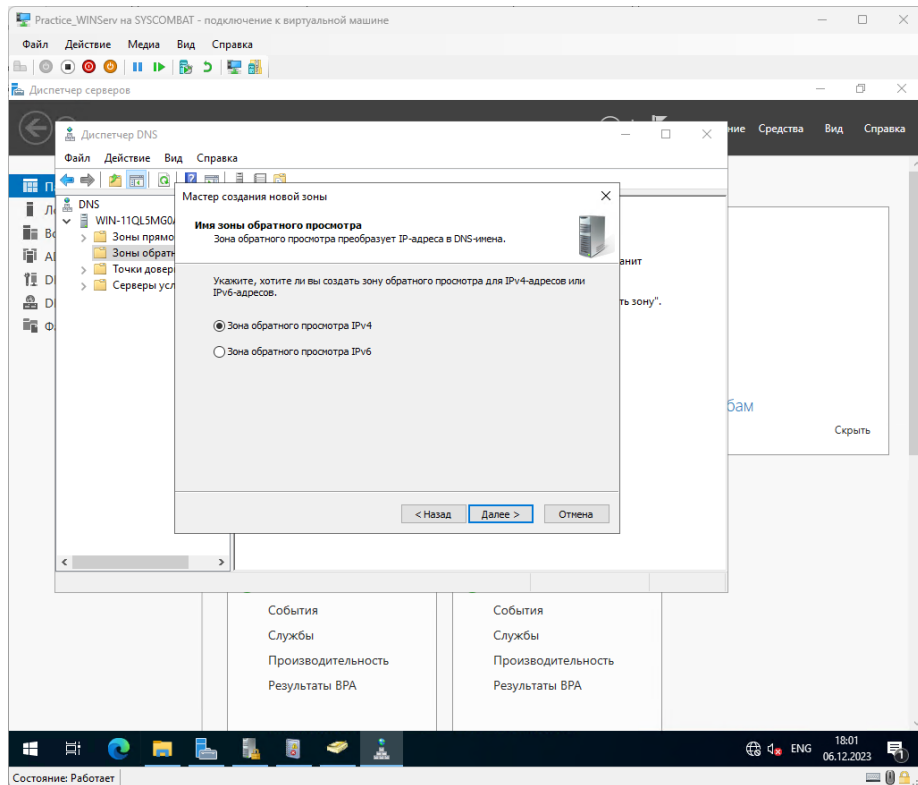 Practice_WINServ на SYSCOMBAT - подключение к виртуальной машине
Файл Действие Медиа Вид Справка
Диспетчер серверов
Диспетчер DNS
ние Средства Вид Справка
Файл Действие Вид Справка
Мастер создания новой зоны
DNS
WIN-11QL5MG0
Зоны прямо
Зоны обратн
Точки довер
Серверы усл
Имя зоны обратного просмотра
Зона обратного просмотра преобразует IP-адреса в DNS-имена.
анит
Укажите, хотите ли вы создать зону обратного просмотра для IPv4-адресов или
IPv6-адресов.
ть зону".
Зона обратного просмотра IPv4
Зона обратного просмотра IPv6
бам
Скрыть
< Назад Далее > Отмена
События События
Службы Службы
Производительность Производительность
Результаты BPA Результаты BPA
ENG 18:01
06.12.2023
Состояние: Работает